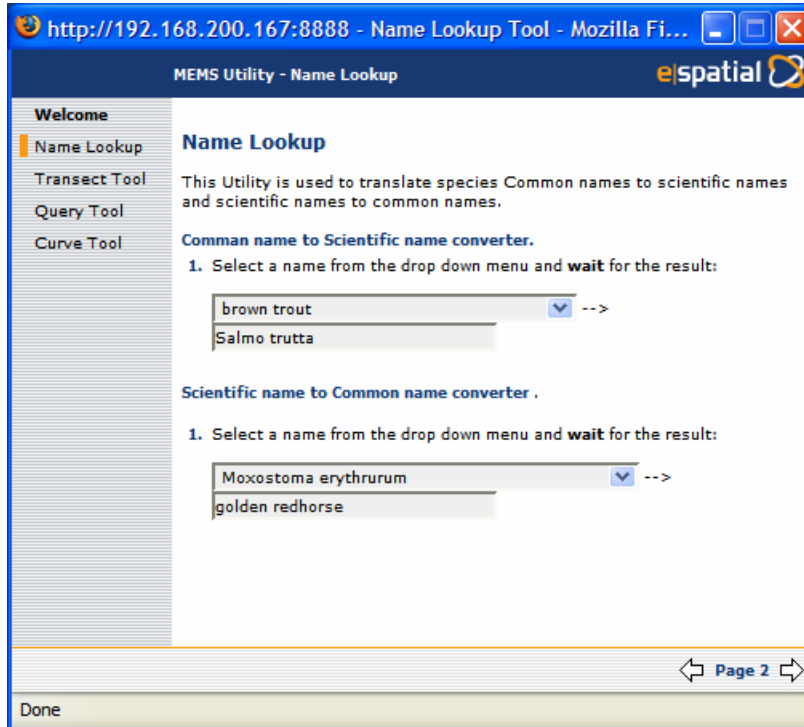 http://192.168.200.167:8888 - Name Lookup Tool - Mozilla Fi...
MEMS Utility - Name Lookup
e|spatial
Welcome
Name Lookup
Transect Tool
Query Tool
Curve Tool
Name Lookup
This Utility is used to translate species Common names to scientific names
and scientific names to common names.
Comman name to Scientific name converter.
1. Select a name from the drop down menu and wait for the result:
brown trout -->
Salmo trutta
Scientific name to Common name converter .
1. Select a name from the drop down menu and wait for the result:
Moxostoma erythrurum -->
golden redhorse
Page 2
Done